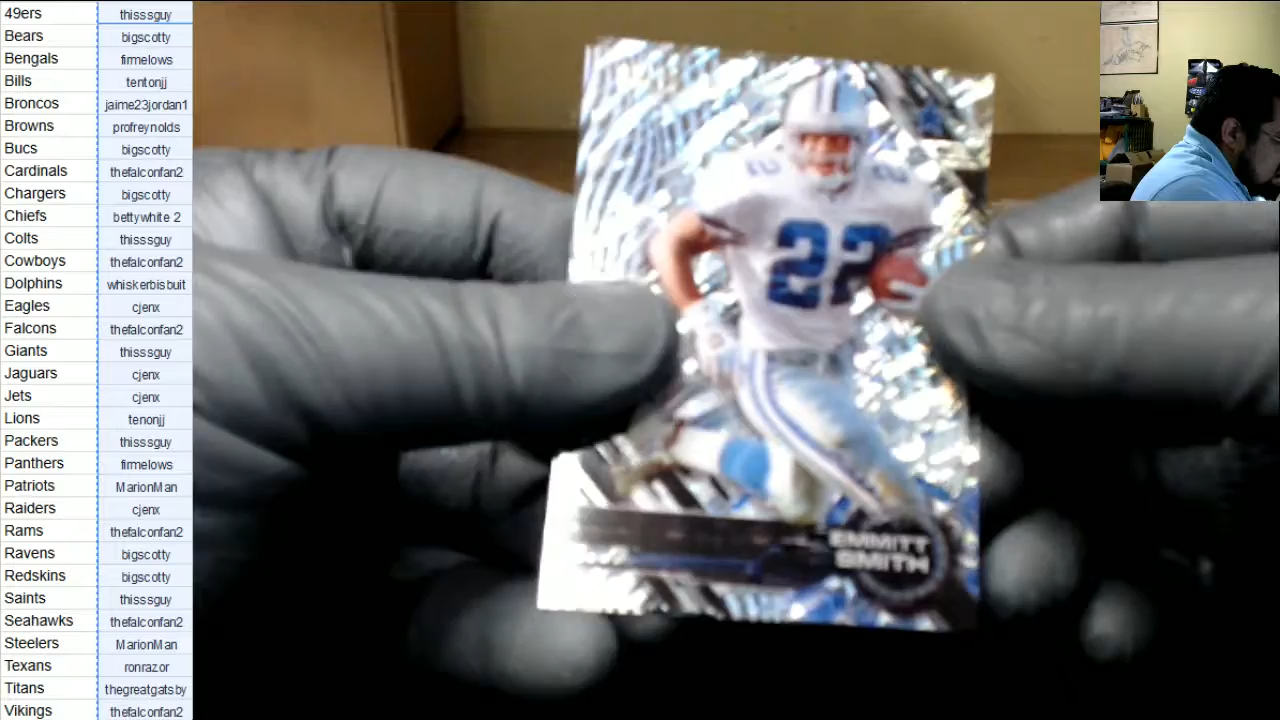 49ers thisssguy
Bears bigscotty
Bengals firmelows
Bills tentonjj
Broncos jaime23jordan1
Browns profreynolds
Bucs bigscotty
Cardinals thefalconfan2
Chargers bigscotty
Chiefs bettywhite 2
Colts thisssguy
Cowboys thefalconfan2
Dolphins whiskerbisbuit
Eagles cjenx
Falcons thefalconfan2
Giants thisssguy
Jaguars cjenx
Jets cjenx
Lions tenonjj
Packers thisssguy
Panthers firmelows
Patriots MarionMan
Raiders cjenx
Rams thefalconfan2
Ravens bigscotty
Redskins bigscotty
Saints thisssguy
Seahawks thefalconfan2
Steelers MarionMan
Texans ronrazor
Titans thegreatgatsby
Vikings thefalconfan2
22 22
22
EMMITT
SMITH